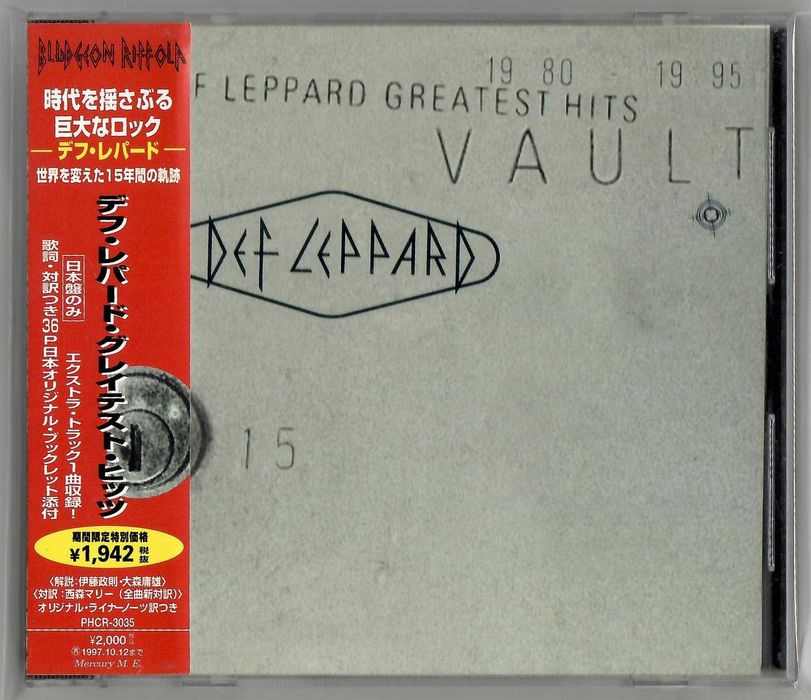 BLUDGEON RIFFOLA
時代を揺さぶる
巨大なロック
デフ・レパード
世界を変えた15年間の軌跡
デフ・レパード・グレイテスト・ヒッツ
日本盤のみ エクストラ・トラック1曲収録!
歌詞・対訳つき36P日本オリジナル・ブックレット添付
期間限定特別価格
¥1,942 税抜
〈解説:伊藤政則・大森庸雄〉
〈対訳:西森マリー(全曲新対訳)〉
オリジナル・ライナーノーツ訳つき
PHCR-3035
¥2,000 税込
1997.10.12まで
Mercury M. E.
19 80 - 19 95
F LEPPARD GREATEST HITS
VAULT
DEF LEPPARD
15